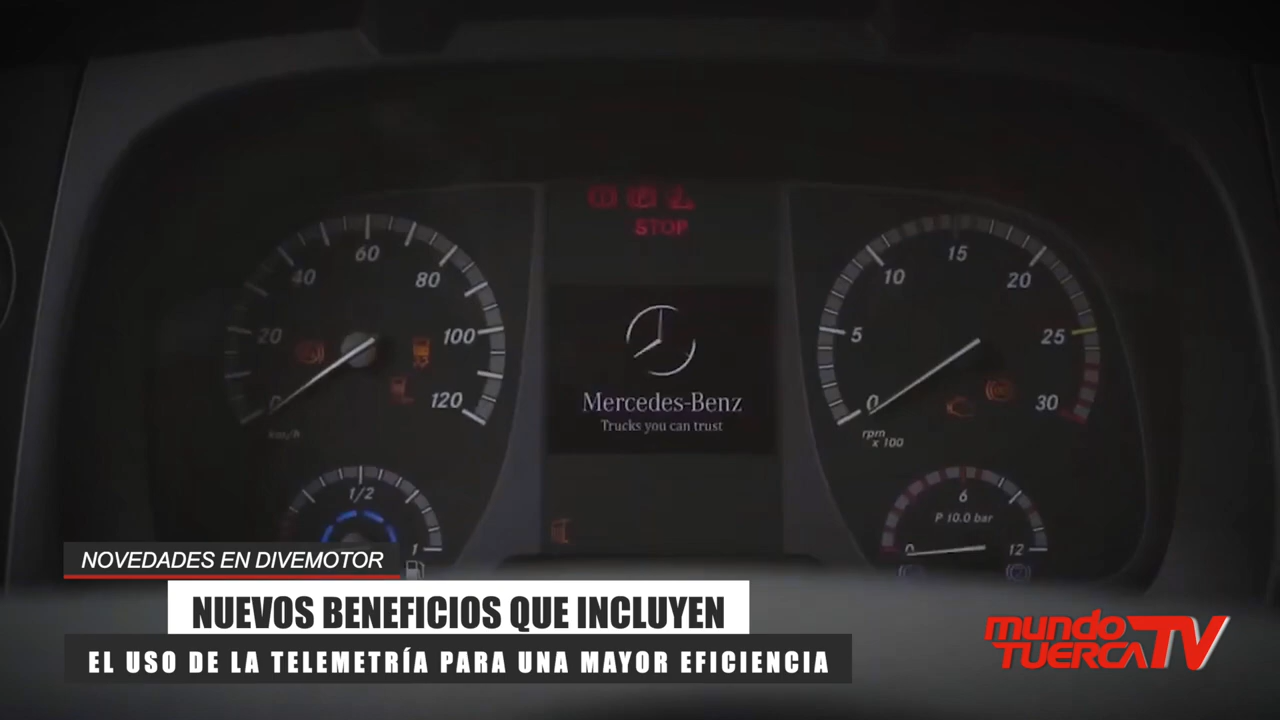 STOP
60
40
80
20
100
0
120
km/h
15
10
20
5
25
0
30
rpm
x 100
Mercedes-Benz
Trucks you can trust
1/2
1
6
P 10.0 bar
0
12
NOVEDADES EN DIVEMOTOR
NUEVOS BENEFICIOS QUE INCLUYEN
EL USO DE LA TELEMETRÍA PARA UNA MAYOR EFICIENCIA
mundo
TUERCA TV